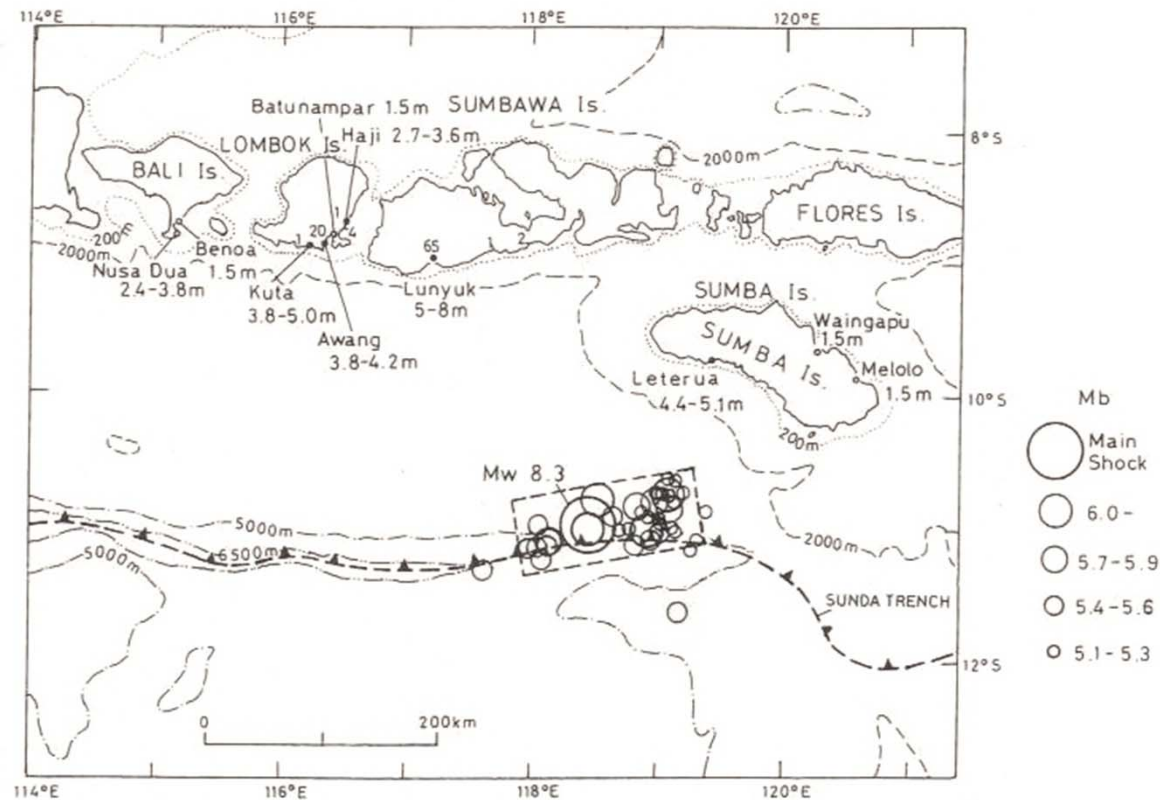 114°E 116°E 118°E 120°E
Batunampar 1.5m
SUMBAWA Is.
Haji 2.7-3.6m
LOMBOK Is.
8°S
2000m
BALI Is.
FLORES Is.
1
1 20 4
65
1 2
200
2000m
Benoa
1.5m
Nusa Dua
2.4-3.8m
Kuta
3.8-5.0m
Lunyuk
5-8m
Awang
3.8-4.2m
SUMBA Is.
SUMBA Is.
Waingapu
1.5m
Melolo
1.5m
Leterua
4.4-5.1m
200m
10°S
Mw 8.3
5000m
6500m
5000m
2000m
SUNDA TRENCH
12°S
0 200km
114°E 116°E 118°E 120°E
Mb
Main
Shock
6.0-
5.7-5.9
5.4-5.6
5.1-5.3